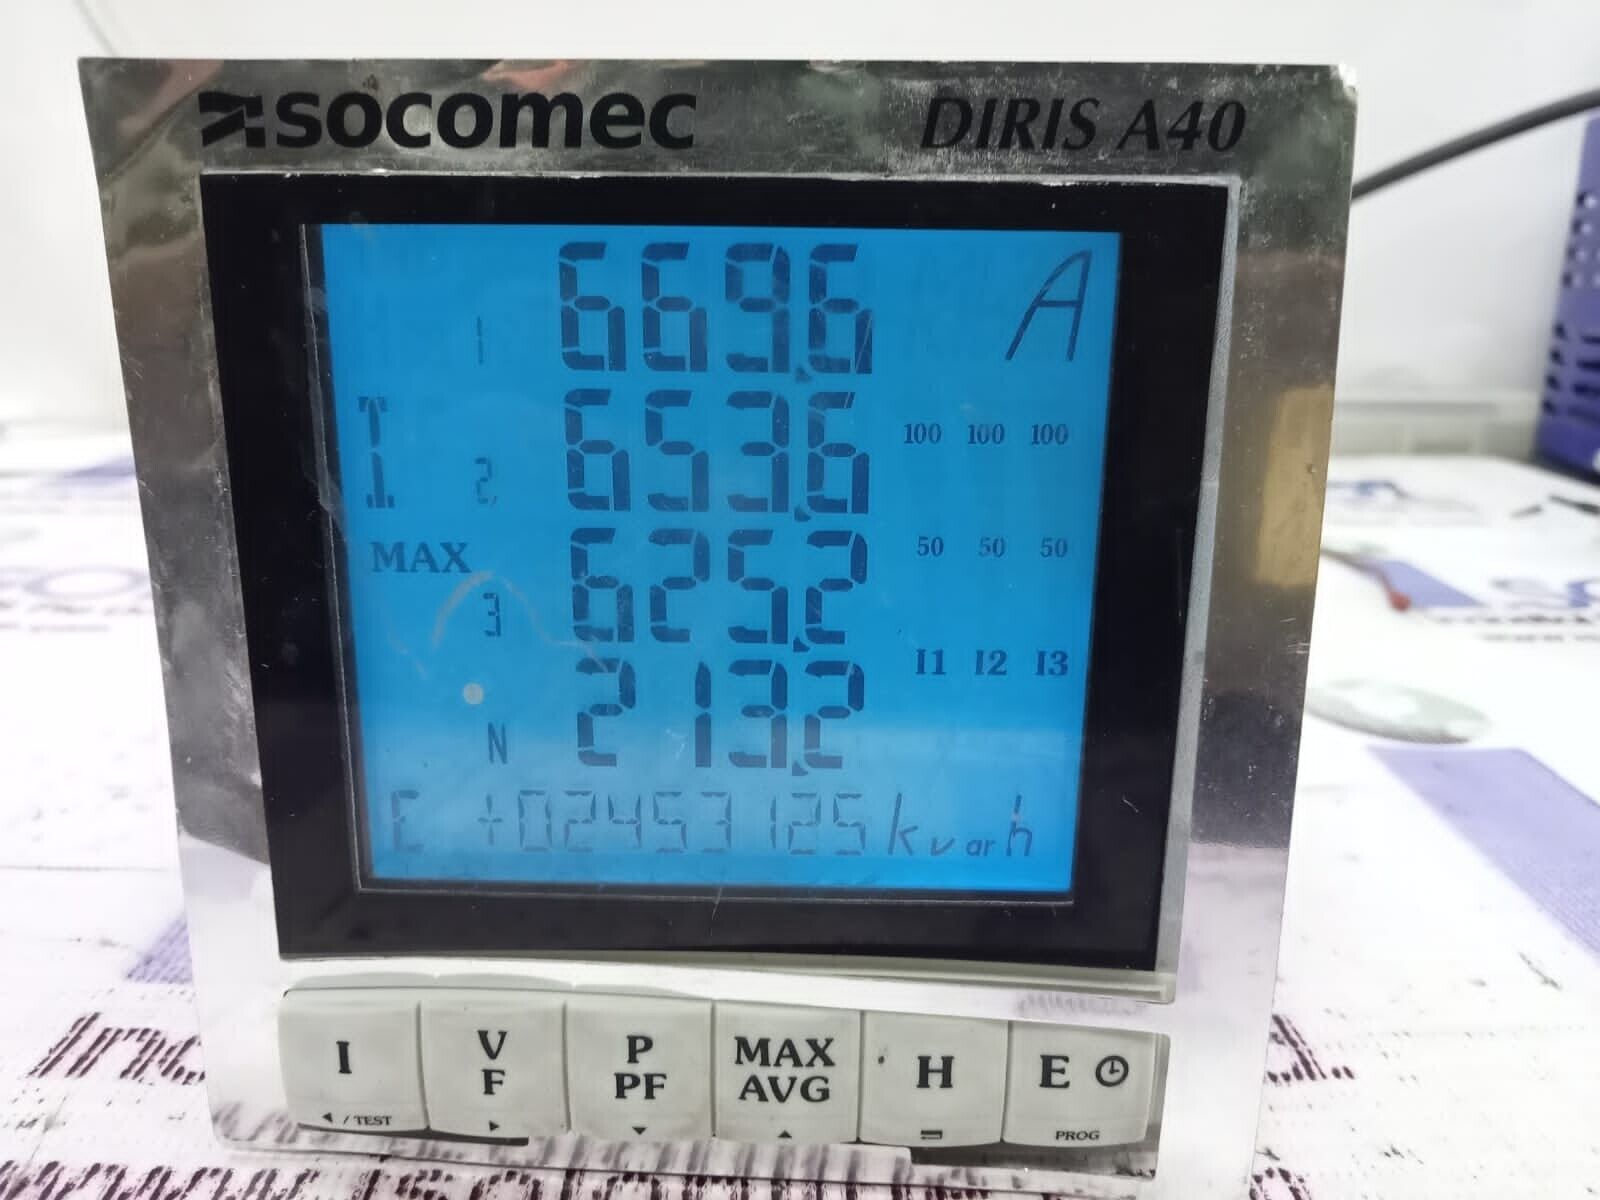 socomec DIRIS A40
1 669.6 A
I 2 653.6 100 100 100
MAX 3 625.2 50 50 50
N 213.2 I1 I2 I3
E +02453125 kvarh
I V P MAX H E
F PF AVG
/ TEST PROG